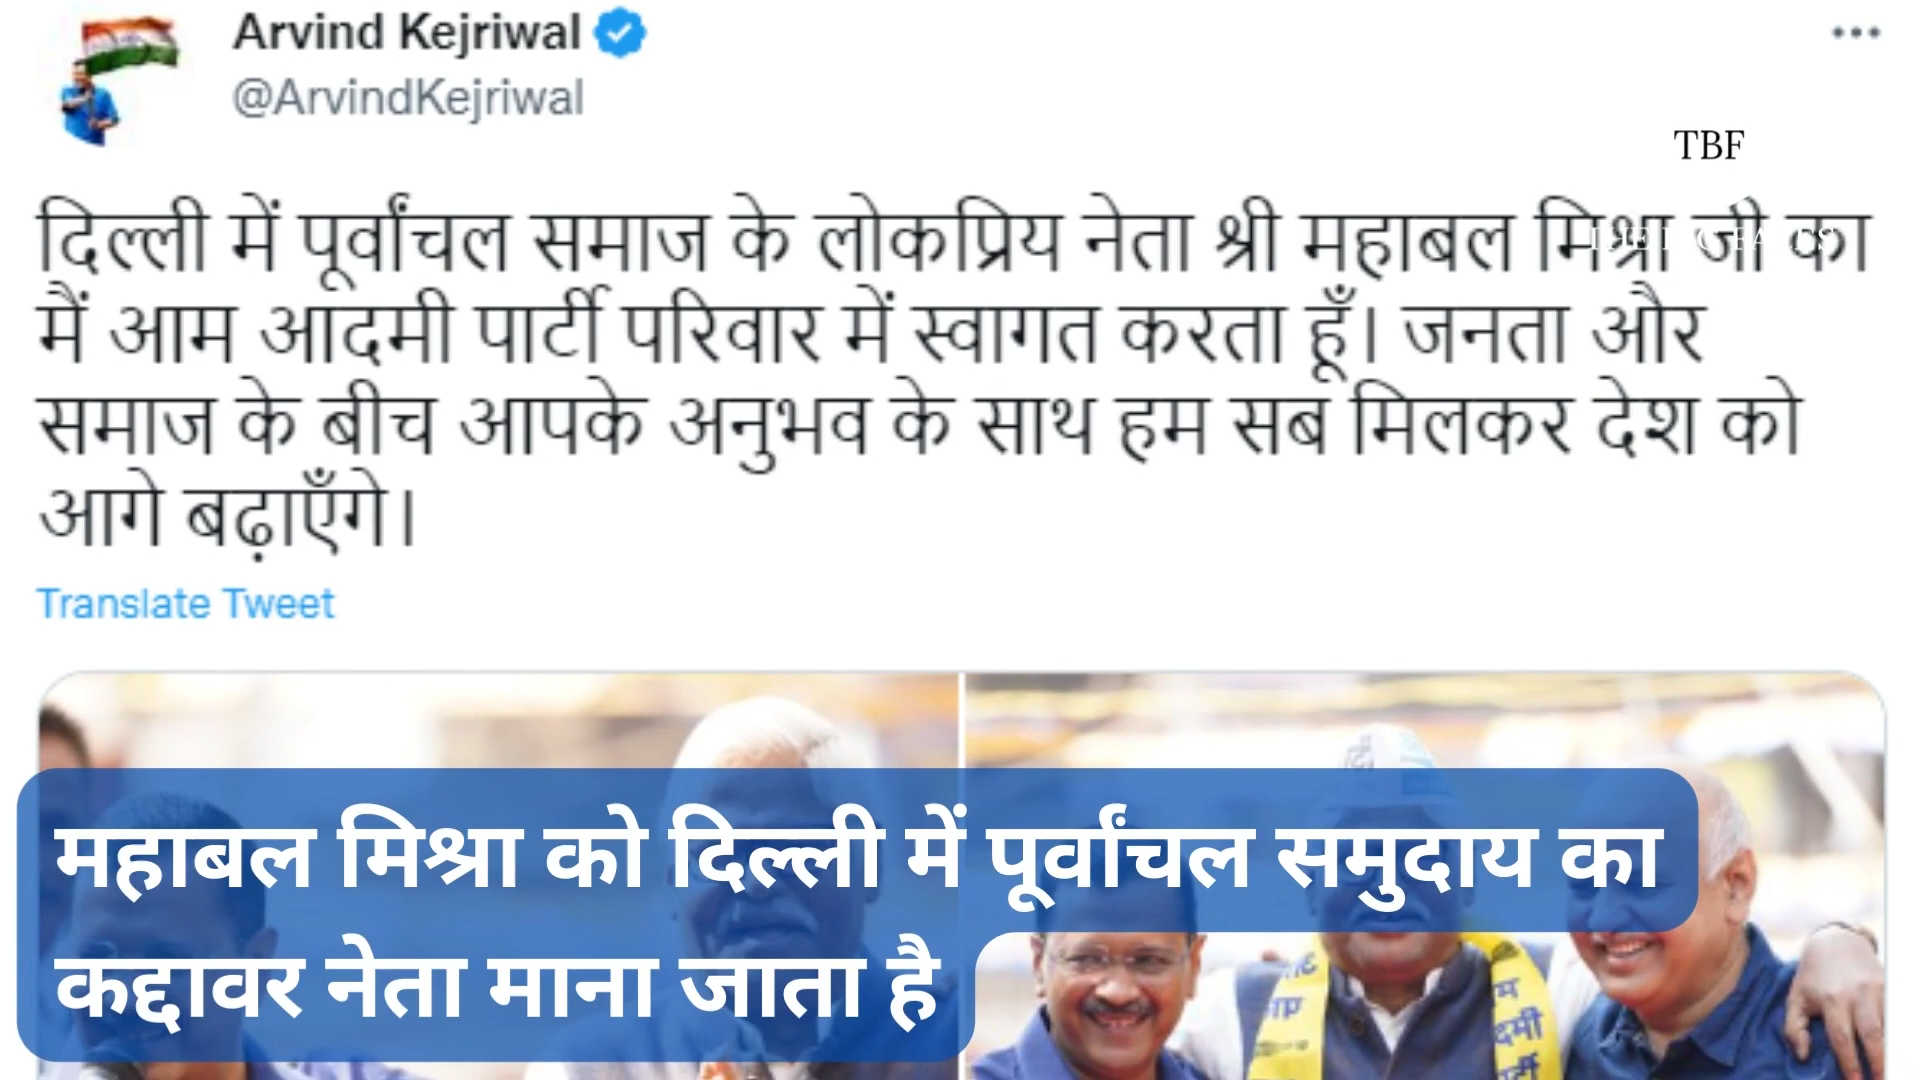 Arvind Kejriwal
@ArvindKejriwal
TBF
दिल्ली में पूर्वांचल समाज के लोकप्रिय नेता श्री महाबल मिश्रा जी का
मैं आम आदमी पार्टी परिवार में स्वागत करता हूँ। जनता और
समाज के बीच आपके अनुभव के साथ हम सब मिलकर देश को
आगे बढ़ाएँगे।
Translate Tweet
महाबल मिश्रा को दिल्ली में पूर्वांचल समुदाय का
कद्दावर नेता माना जाता है